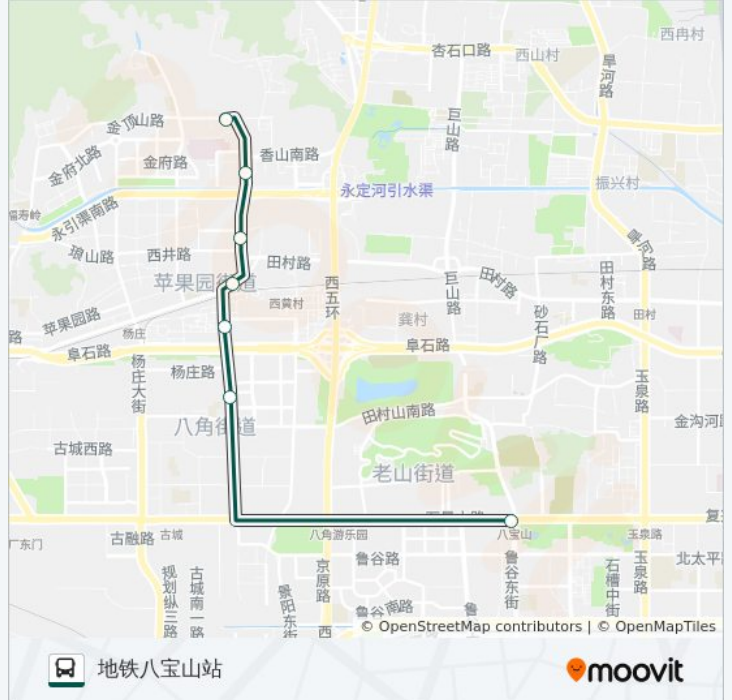 西冉村
杏石口路
西山村
旱河路
金顶山路
巨山路
香山南路
金府路
金府北路
振兴村
永定河引水渠
福寿岭
永引渠南路
琅山路
西井路
田村路
苹果园街道
西五环
巨山路
田村路
田村东路
西黄村
砂石厂路
田村
苹果园路
龚村
路
杨庄
阜石路
阜石路
杨庄大街
杨庄路
玉泉路
田村山南路
金沟河
八角街道
古城西路
老山街道
复
广东门
古融路
古城
八角游乐园
八宝山
玉泉路
鲁谷路
北太平
规划纵三路
古城南一路
景阳东街
京原路
鲁谷东街
石槽中街
玉泉路
鲁谷南路
鲁
西
© OpenStreetMap contributors | © OpenMapTiles
地铁八宝山站
moovit